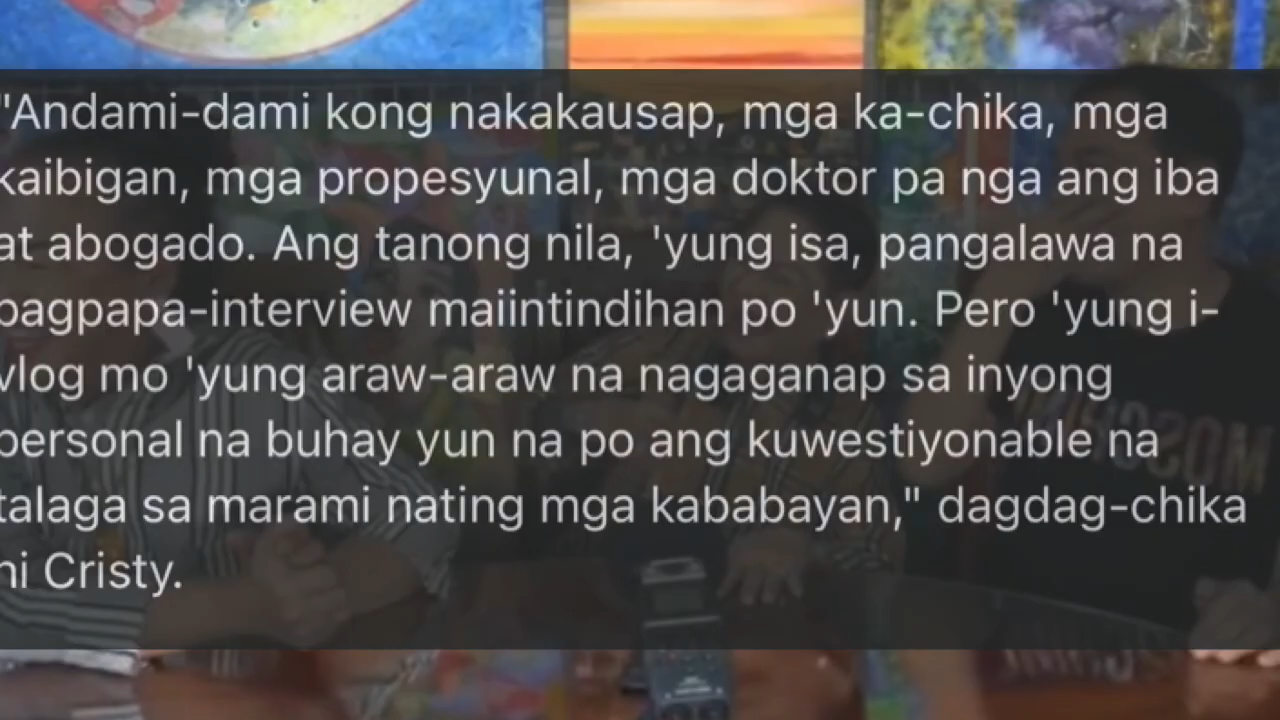 "Andami-dami kong nakakausap, mga ka-chika, mga
kaibigan, mga propesyunal, mga doktor pa nga ang iba
at abogado. Ang tanong nila, 'yung isa, pangalawa na
pagpapa-interview maiintindihan po 'yun. Pero 'yung i-
vlog mo 'yung araw-araw na nagaganap sa inyong
personal na buhay yun na po ang kuwestiyonable na
talaga sa marami nating mga kababayan," dagdag-chika
ni Cristy.